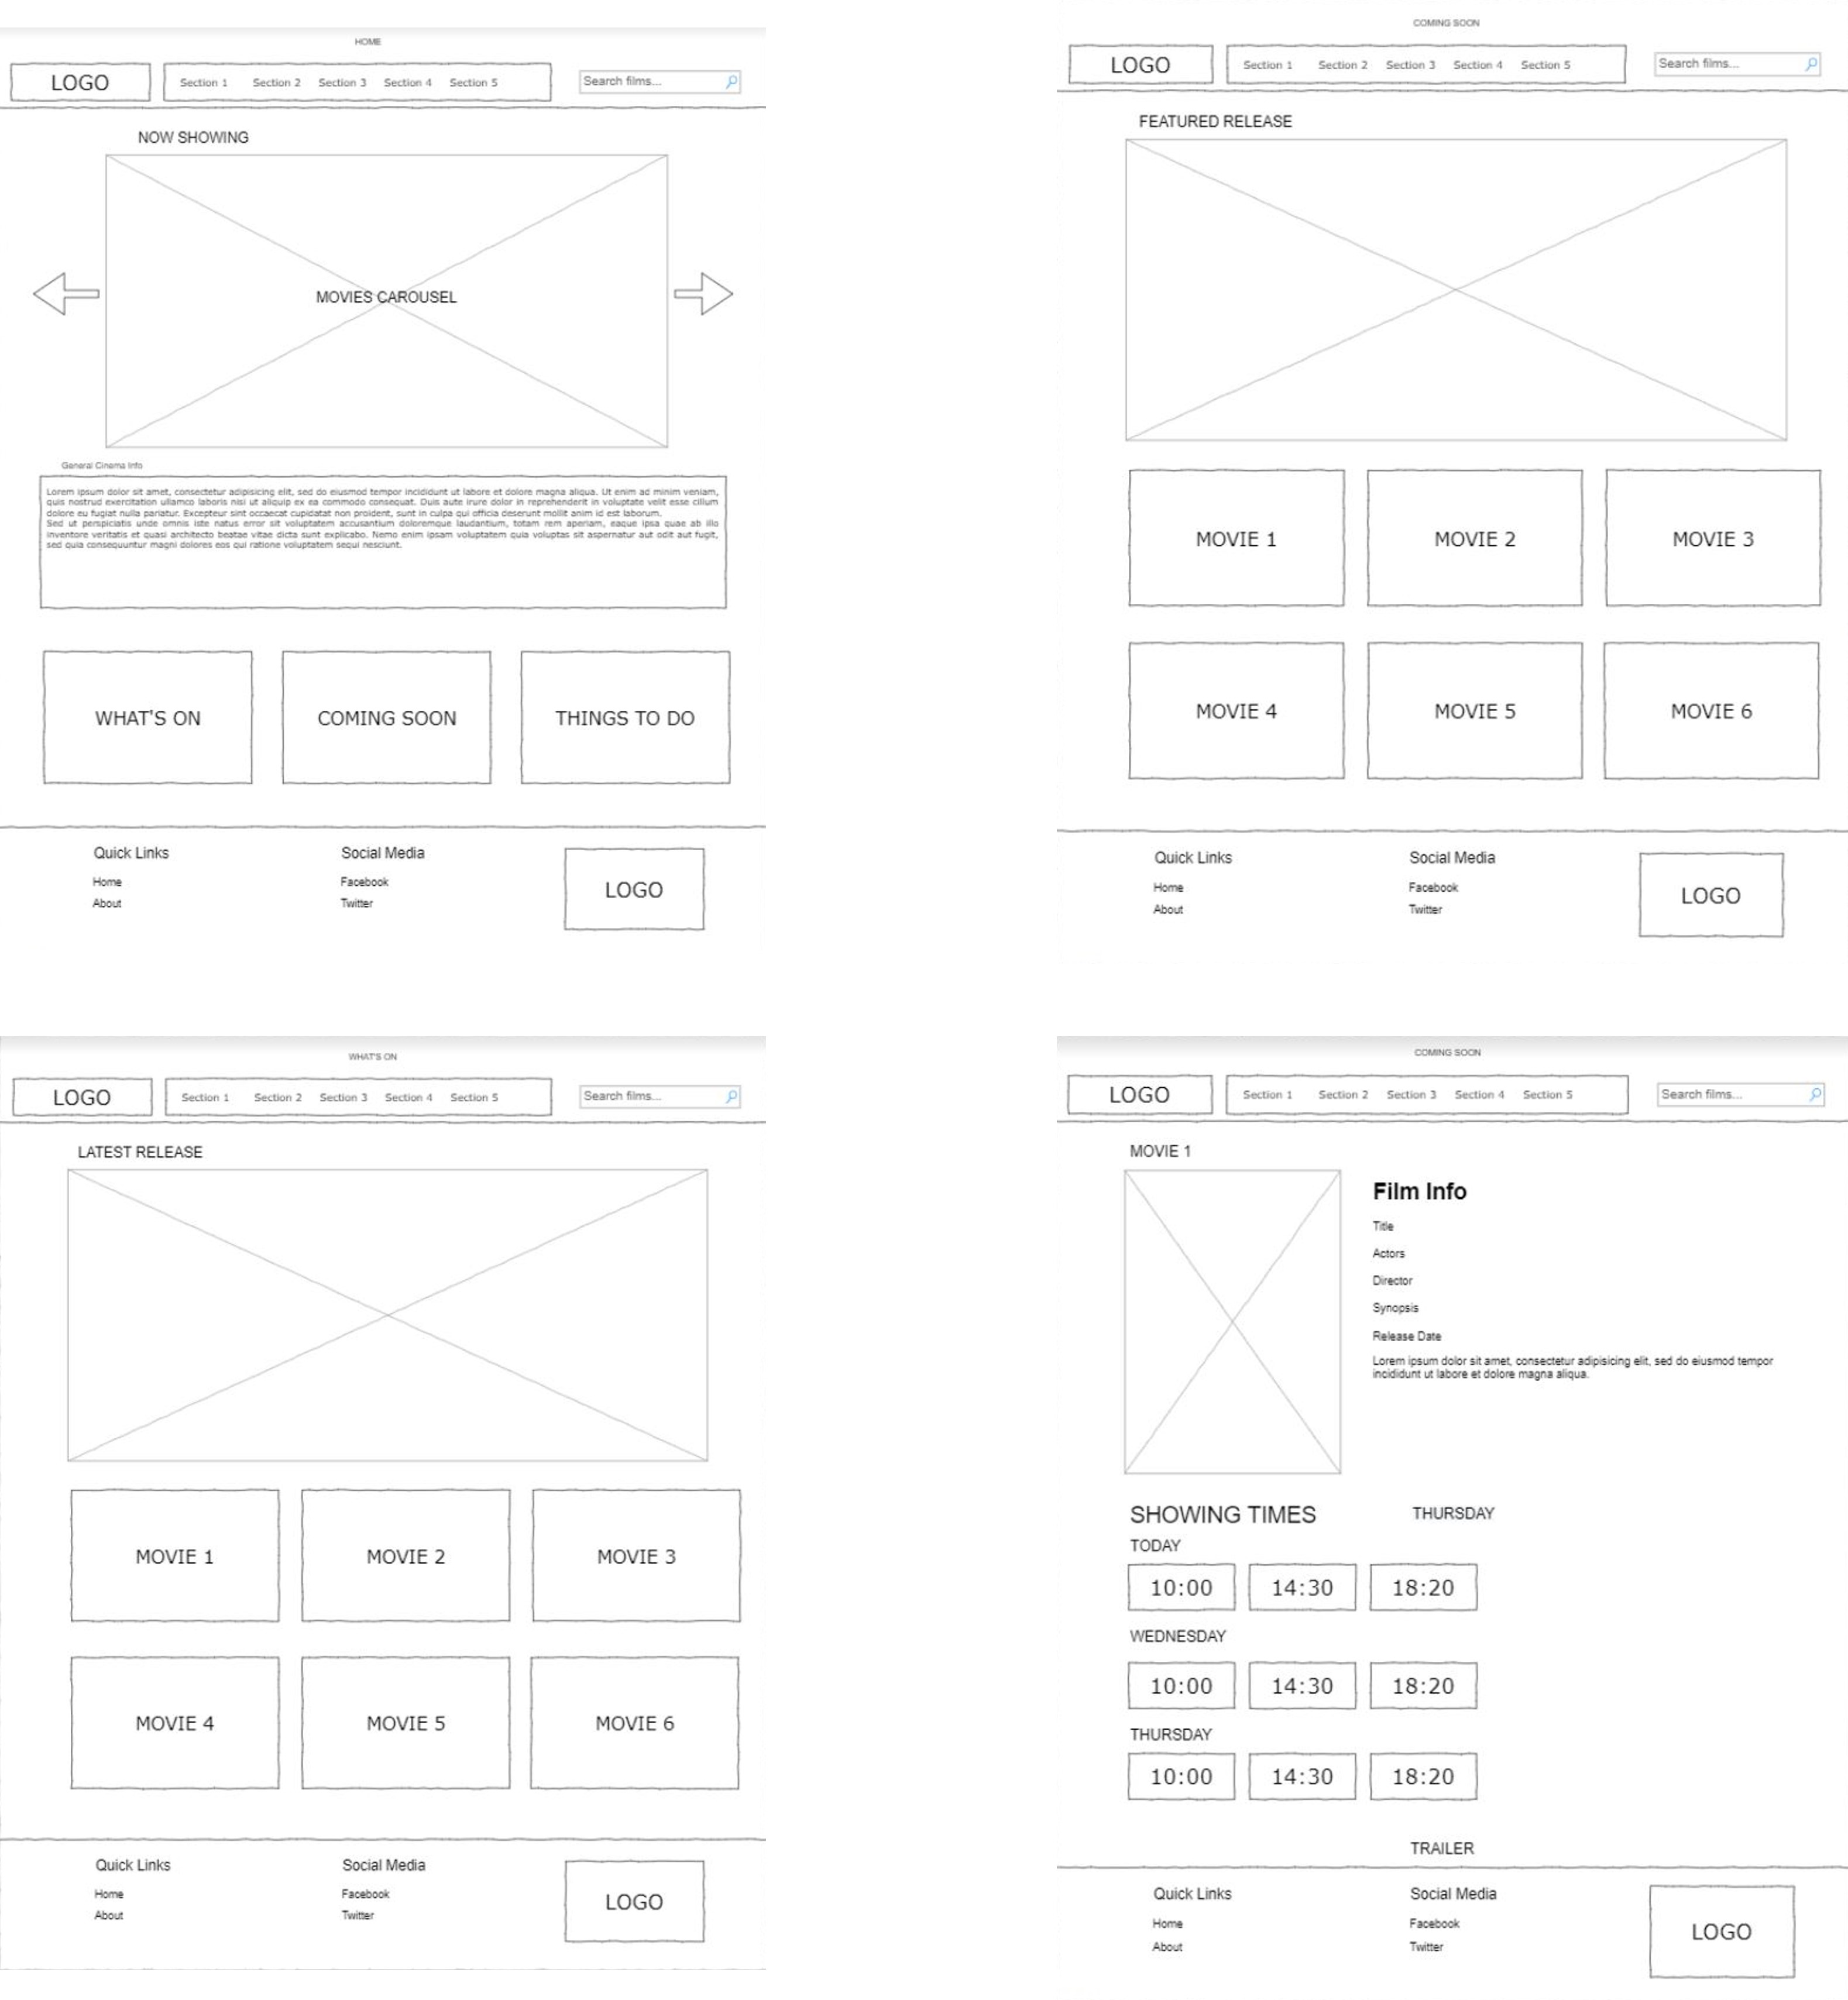 HOME
LOGO
Section 1 Section 2 Section 3 Section 4 Section 5
Search films...
NOW SHOWING
MOVIES CAROUSEL
General Cinema Info
Lorem ipsum dolor sit amet, consectetur adipisicing elit, sed do eiusmod tempor incididunt ut labore et dolore magna aliqua. Ut enim ad minim veniam,
quis nostrud exercitation ullamco laboris nisi ut aliquip ex ea commodo consequat. Duis aute irure dolor in reprehenderit in voluptate velit esse cillum
dolore eu fugiat nulla pariatur. Excepteur sint occaecat cupidatat non proident, sunt in culpa qui officia deserunt mollit anim id est laborum.
Sed ut perspiciatis unde omnis iste natus error sit voluptatem accusantium doloremque laudantium, totam rem aperiam, eaque ipsa quae ab illo
inventore veritatis et quasi architecto beatae vitae dicta sunt explicabo. Nemo enim ipsam voluptatem quia voluptas sit aspernatur aut odit aut fugit,
sed quia consequuntur magni dolores eos qui ratione voluptatem sequi nesciunt.
WHAT'S ON
COMING SOON
THINGS TO DO
Quick Links
Home
About
Social Media
Facebook
Twitter
LOGO
COMING SOON
LOGO
Section 1 Section 2 Section 3 Section 4 Section 5
Search films...
FEATURED RELEASE
MOVIE 1
MOVIE 2
MOVIE 3
MOVIE 4
MOVIE 5
MOVIE 6
Quick Links
Home
About
Social Media
Facebook
Twitter
LOGO
WHAT'S ON
LOGO
Section 1 Section 2 Section 3 Section 4 Section 5
Search films...
LATEST RELEASE
MOVIE 1
MOVIE 2
MOVIE 3
MOVIE 4
MOVIE 5
MOVIE 6
Quick Links
Home
About
Social Media
Facebook
Twitter
LOGO
COMING SOON
LOGO
Section 1 Section 2 Section 3 Section 4 Section 5
Search films...
MOVIE 1
Film Info
Title
Actors
Director
Synopsis
Release Date
Lorem ipsum dolor sit amet, consectetur adipisicing elit, sed do eiusmod tempor
incididunt ut labore et dolore magna aliqua.
SHOWING TIMES
THURSDAY
TODAY
10:00 14:30 18:20
WEDNESDAY
10:00 14:30 18:20
THURSDAY
10:00 14:30 18:20
TRAILER
Quick Links
Home
About
Social Media
Facebook
Twitter
LOGO